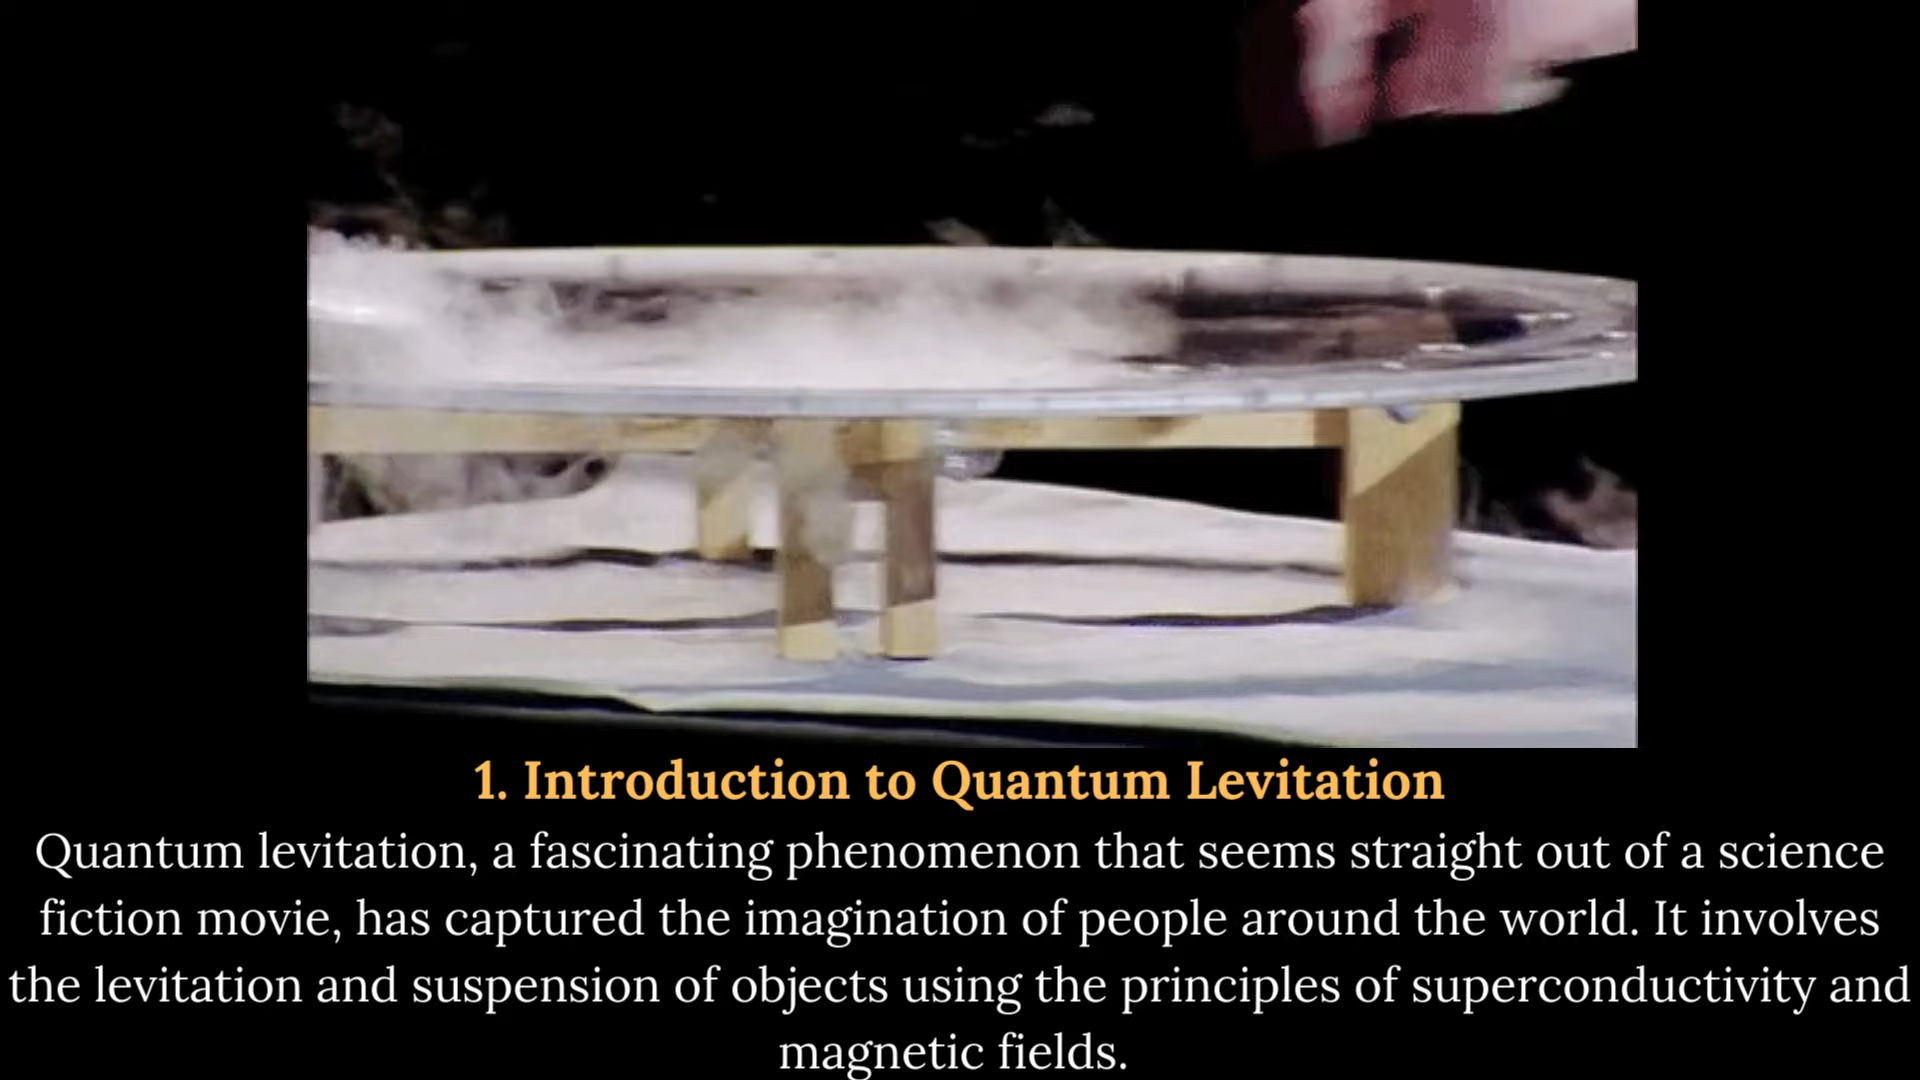 1. Introduction to Quantum Levitation
Quantum levitation, a fascinating phenomenon that seems straight out of a science
fiction movie, has captured the imagination of people around the world. It involves
the levitation and suspension of objects using the principles of superconductivity and
magnetic fields.